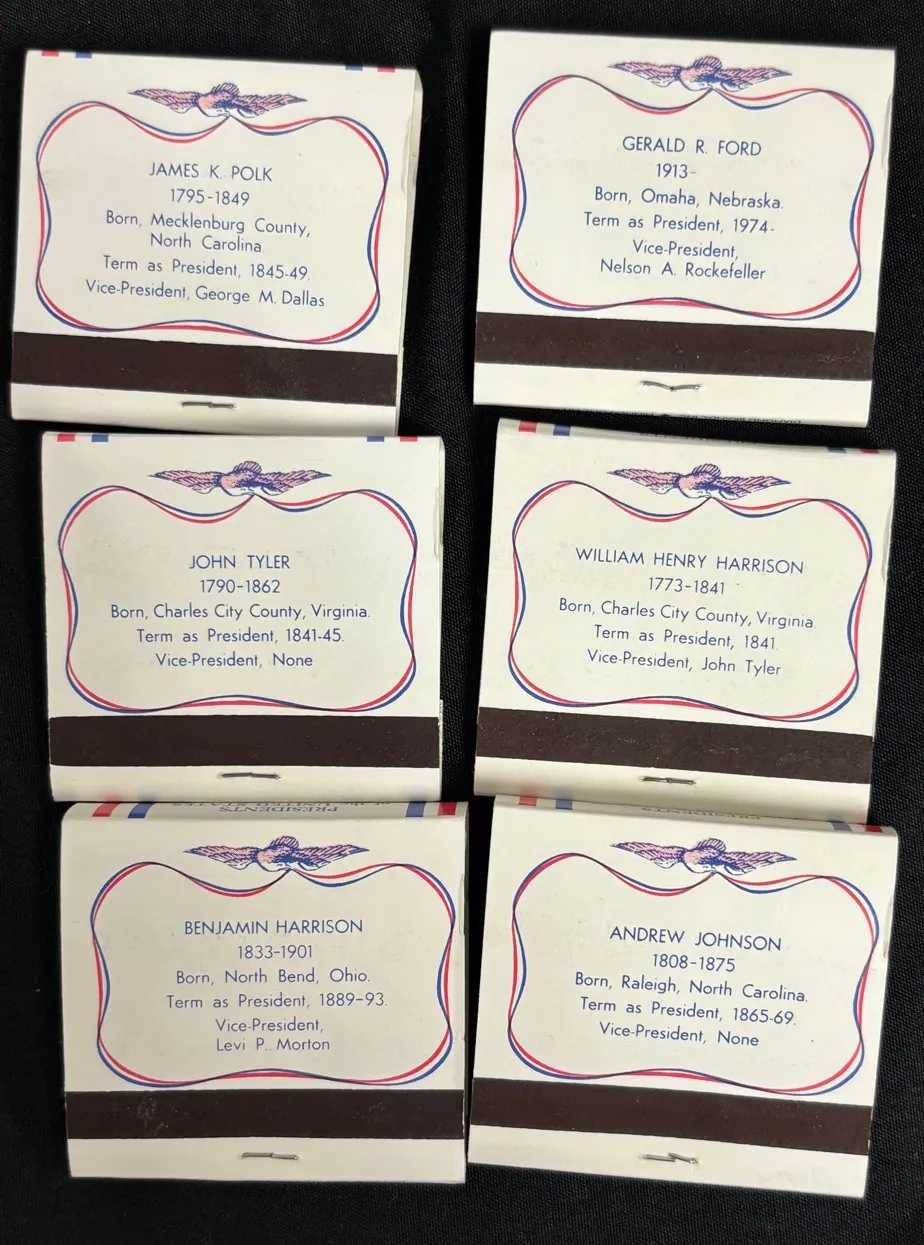 JAMES K. POLK
1795-1849
Born, Mecklenburg County,
North Carolina.
Term as President, 1845-49.
Vice-President, George M. Dallas
GERALD R. FORD
1913-
Born, Omaha, Nebraska.
Term as President, 1974-
Vice-President,
Nelson A. Rockefeller
JOHN TYLER
1790-1862
Born, Charles City County, Virginia.
Term as President, 1841-45.
Vice-President, None
WILLIAM HENRY HARRISON
1773-1841
Born, Charles City County, Virginia.
Term as President, 1841.
Vice-President, John Tyler
PRESIDENTS
UNITED STATES
BENJAMIN HARRISON
1833-1901
Born, North Bend, Ohio.
Term as President, 1889-93.
Vice-President,
Levi P. Morton
PRESIDENTS
ANDREW JOHNSON
1808-1875
Born, Raleigh, North Carolina.
Term as President, 1865-69.
Vice-President, None